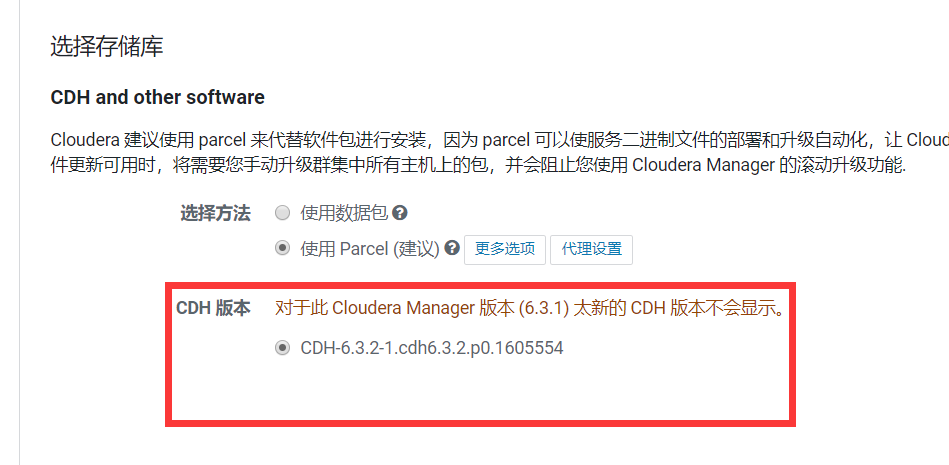 选择存储库
CDH and other software
Cloudera 建议使用 parcel 来代替软件包进行安装，因为 parcel 可以使服务二进制文件的部署和升级自动化，让 Cloud
件更新可用时，将需要您手动升级群集中所有主机上的包，并会阻止您使用 Cloudera Manager 的滚动升级功能.
选择方法 使用数据包
使用 Parcel (建议) 更多选项 代理设置
CDH 版本 对于此 Cloudera Manager 版本 (6.3.1) 太新的 CDH 版本不会显示。
CDH-6.3.2-1.cdh6.3.2.p0.1605554